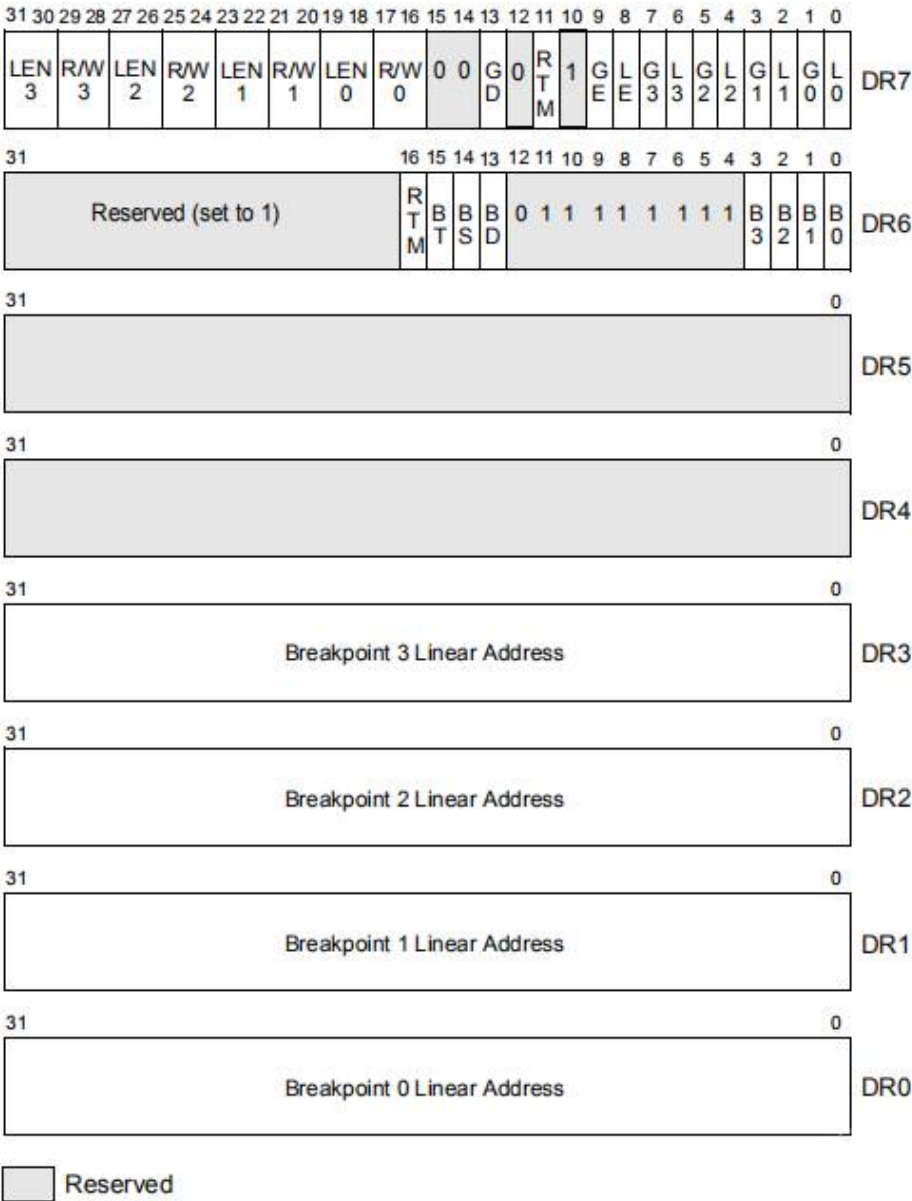 31 30 29 28 27 26 25 24 23 22 21 20 19 18 17 16 15 14 13 12 11 10 9 8 7 6 5 4 3 2 1 0
LEN 3 R/W 3 LEN 2 R/W 2 LEN 1 R/W 1 LEN 0 R/W 0 0 0 G D 0 R T M 1 G E L E G 3 L 3 G 2 L 2 G 1 L 1 G 0 L 0 DR7
31 16 15 14 13 12 11 10 9 8 7 6 5 4 3 2 1 0
Reserved (set to 1) R T M B T B S B D 0 1 1 1 1 1 1 1 1 B 3 B 2 B 1 B 0 DR6
31 0
DR5
31 0
DR4
31 0
Breakpoint 3 Linear Address DR3
31 0
Breakpoint 2 Linear Address DR2
31 0
Breakpoint 1 Linear Address DR1
31 0
Breakpoint 0 Linear Address DR0
Reserved